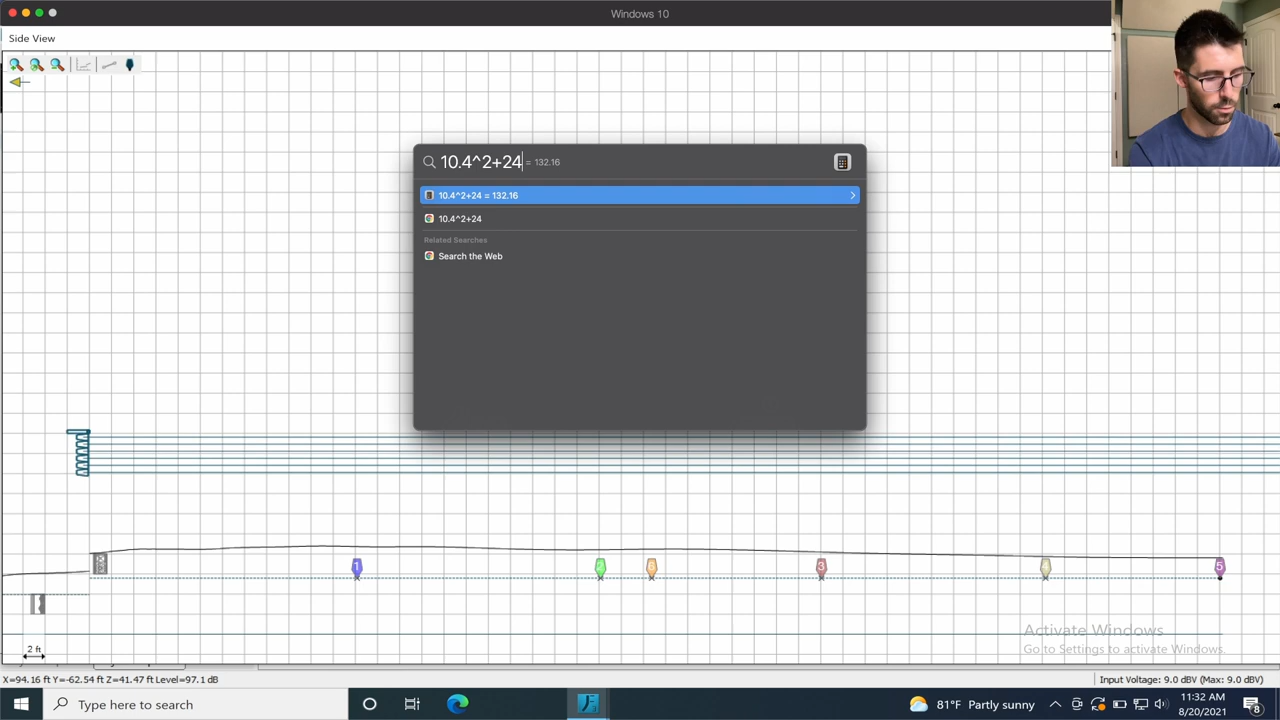 Windows 10
Side View
10.4^2+24 = 132.16
10.4^2+24 = 132.16
10.4^2+24
Related Searches
Search the Web
1
3
4
5
2 ft
Activate Windows
Go to Settings to activate Windows.
X=94.16 ft Y=-62.54 ft Z=41.47 ft Level=97.1 dB
Input Voltage: 9.0 dBV (Max: 9.0 dBV)
Type here to search
81°F Partly sunny
11:32 AM
8/20/2021
8